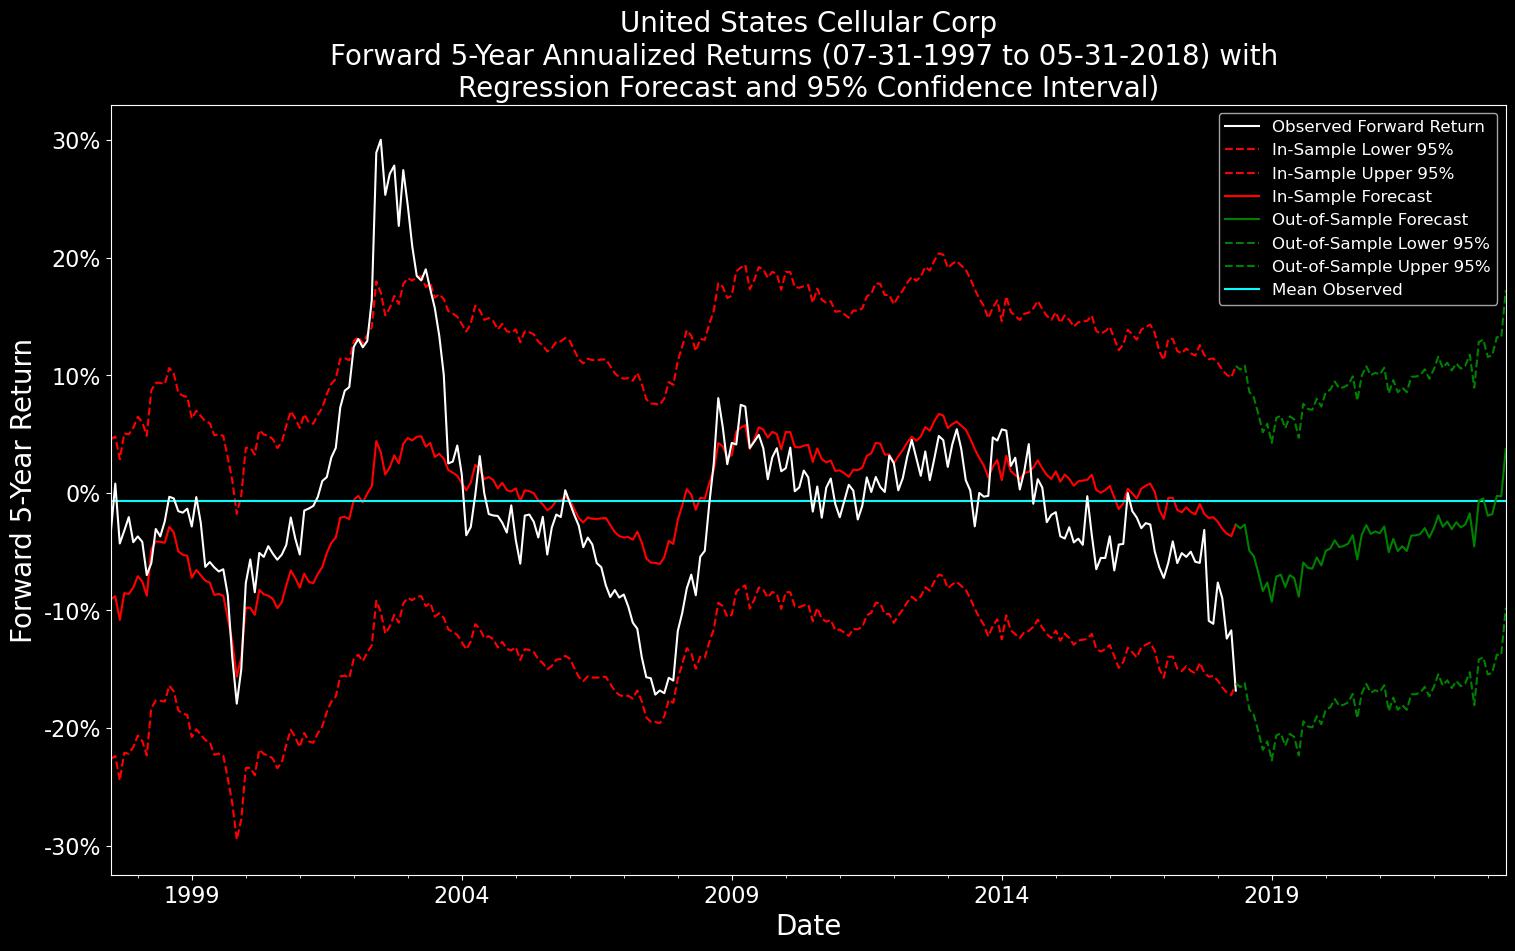 United States Cellular Corp
Forward 5-Year Annualized Returns (07-31-1997 to 05-31-2018) with
Regression Forecast and 95% Confidence Interval)
Forward 5-Year Return
30%
20%
10%
0%
-10%
-20%
-30%
Observed Forward Return
In-Sample Lower 95%
In-Sample Upper 95%
In-Sample Forecast
Out-of-Sample Forecast
Out-of-Sample Lower 95%
Out-of-Sample Upper 95%
Mean Observed
1999 2004 2009 2014 2019
Date